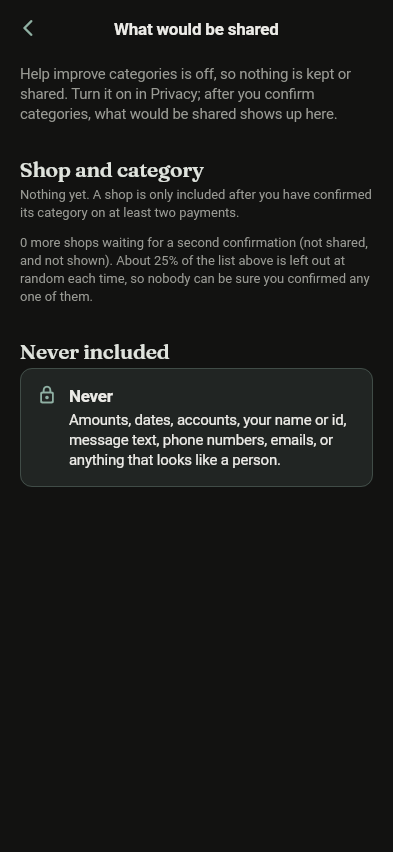 What would be shared
Help improve categories is off, so nothing is kept or
shared. Turn it on in Privacy; after you confirm
categories, what would be shared shows up here.
Shop and category
Nothing yet. A shop is only included after you have confirmed
its category on at least two payments.
0 more shops waiting for a second confirmation (not shared,
and not shown). About 25% of the list above is left out at
random each time, so nobody can be sure you confirmed any
one of them.
Never included
Never
Amounts, dates, accounts, your name or id,
message text, phone numbers, emails, or
anything that looks like a person.